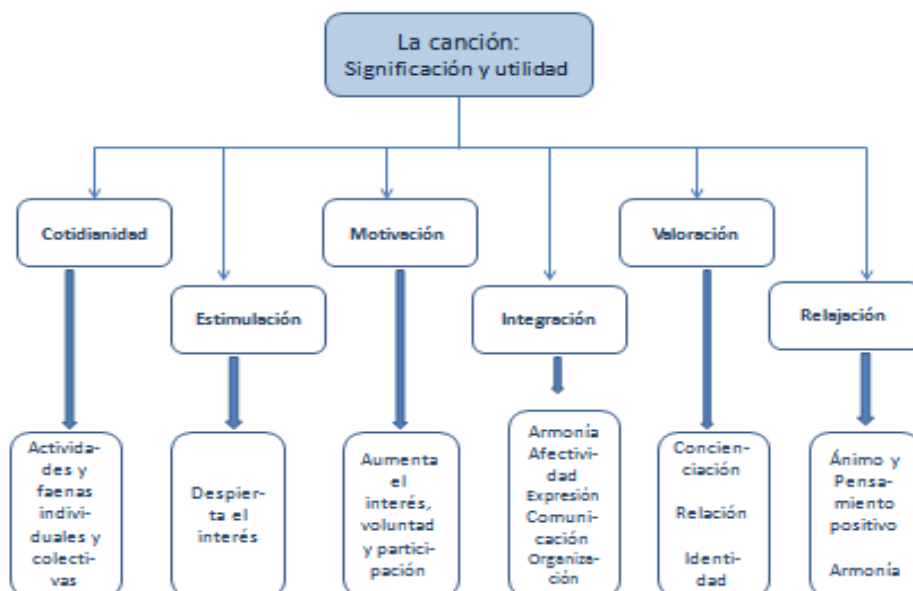 La canción:
Significación y utilidad
Cotidianidad
Motivación
Valoración
Estimulación
Integración
Relajación
Activida-
des y
faenas
indivi-
duales y
colecti-
vas
Despier-
ta el
interés
Aumenta
el
interés,
voluntad
y partici-
pación
Armonía
Afectivi-
dad
Expresión
Comuni-
cación
Organiza-
ción
Concien-
ciación
Relación
Identi-
dad
Ánimo y
Pensa-
miento
positivo
Armonía